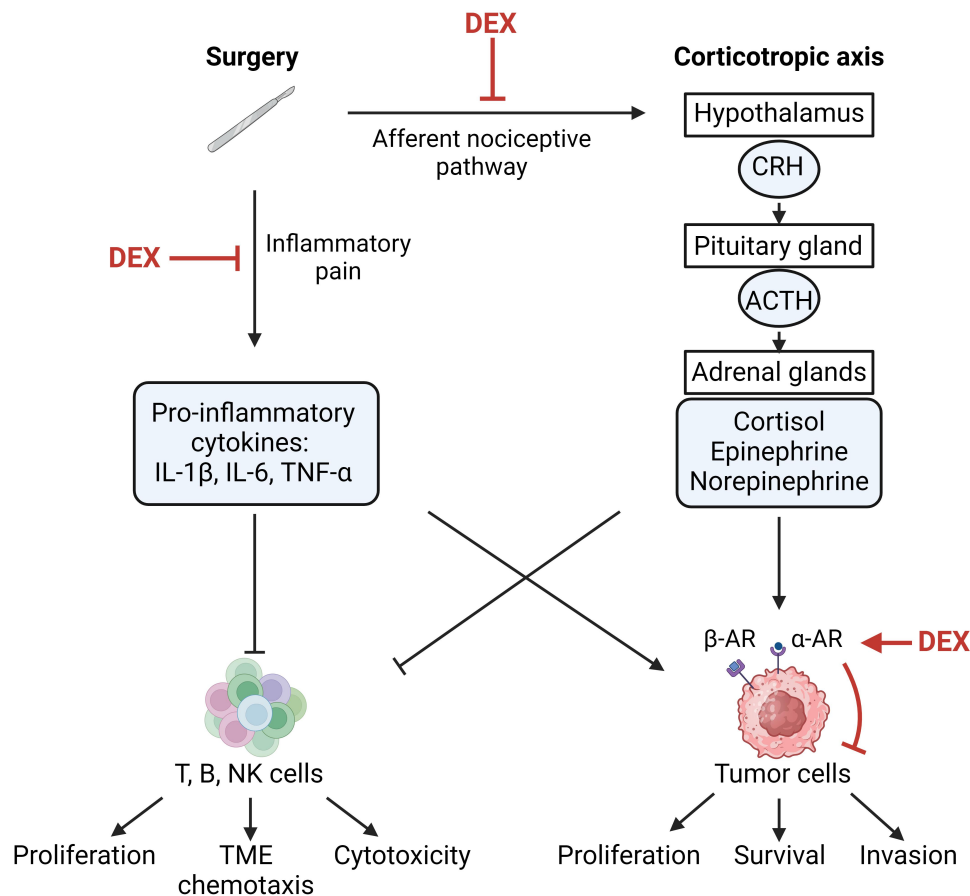 DEX
Surgery
Corticotropic axis
Afferent nociceptive
pathway
Hypothalamus
CRH
DEX
Inflammatory
pain
Pituitary gland
ACTH
Adrenal glands
Pro-inflammatory
cytokines:
IL-1β, IL-6, TNF-α
Cortisol
Epinephrine
Norepinephrine
β-AR
α-AR
DEX
T, B, NK cells
Tumor cells
Proliferation
TME
chemotaxis
Cytotoxicity
Proliferation
Survival
Invasion